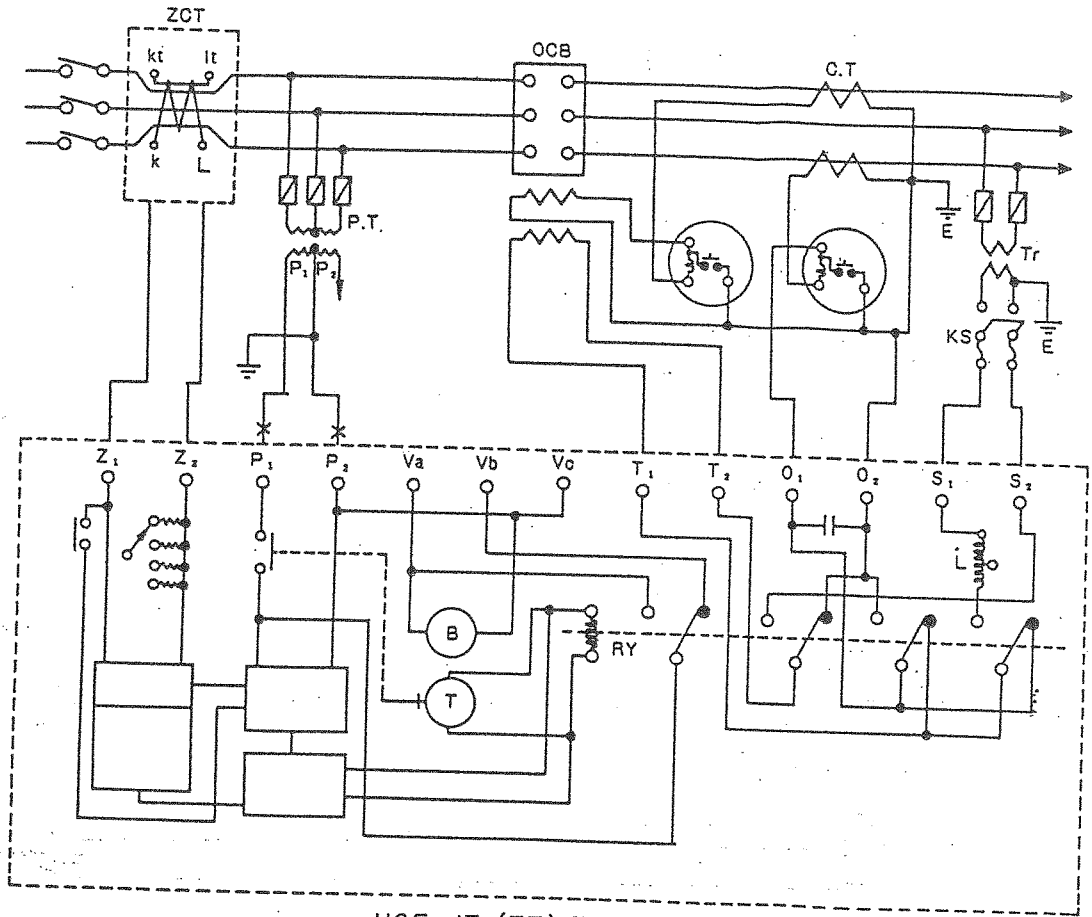 ZCT
kt lt
k L
OCB
C.T
P.T.
P₁ P₂
E
Tr
KS
E
Z₁ Z₂ P₁ P₂ Va Vb Vc T₁ T₂ O₁ O₂ S₁ S₂
L
B
RY
T